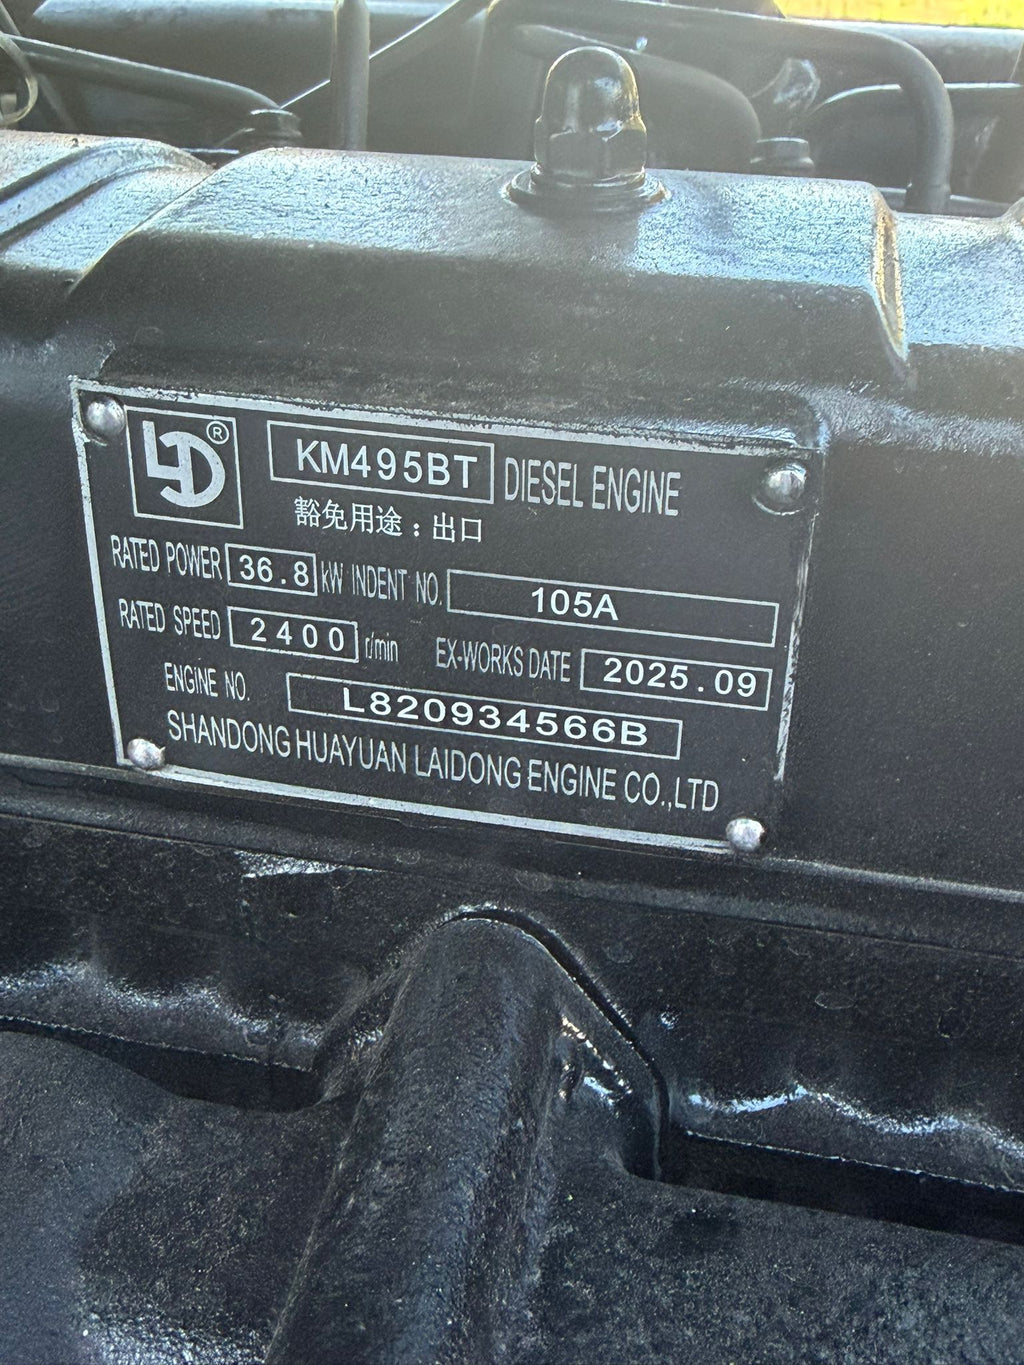 LD ®
KM495BT DIESEL ENGINE
豁免用途：出口
RATED POWER 36.8 kW INDENT NO. 105A
RATED SPEED 2400 r/min EX-WORKS DATE 2025.09
ENGINE NO. L820934566B
SHANDONG HUAYUAN LAIDONG ENGINE CO.,LTD